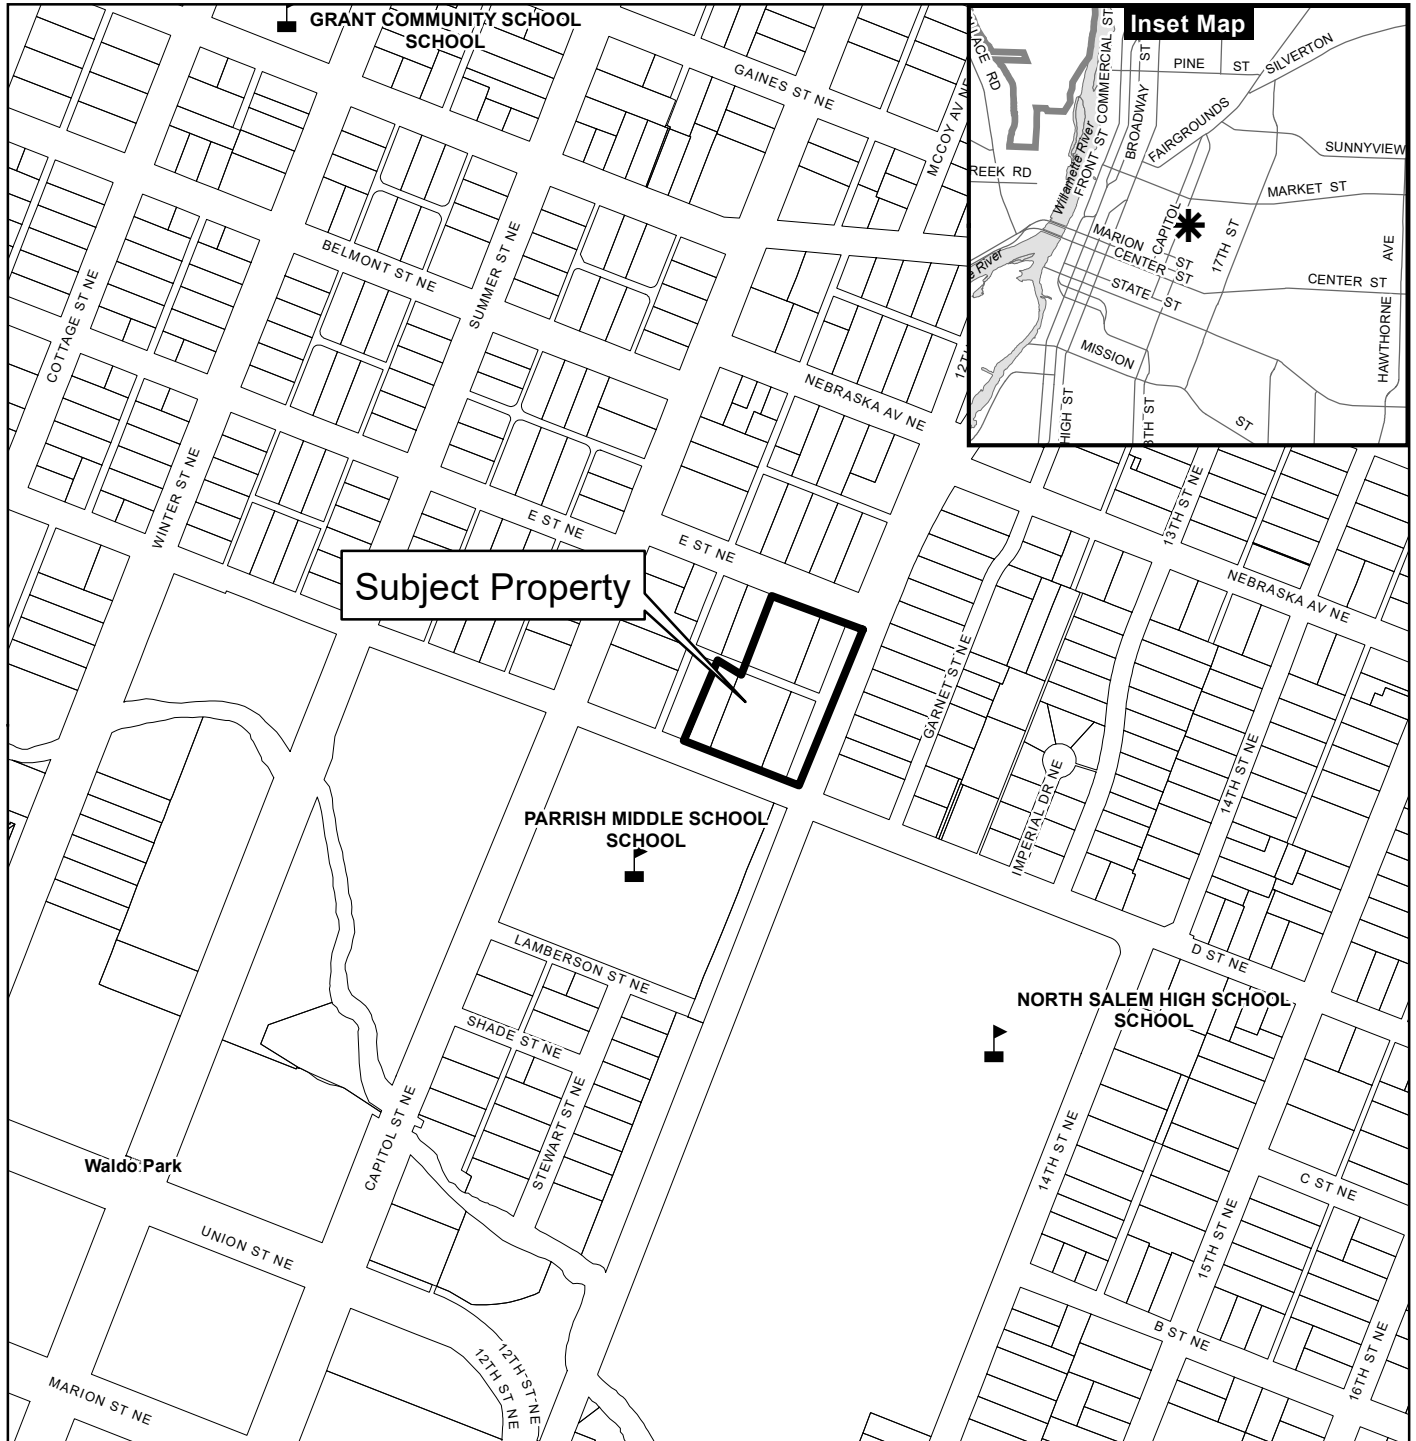 GRANT COMMUNITY SCHOOL
SCHOOL
GAINES ST NE
MCCOY AV NE
BELMONT ST NE
SUMMER ST NE
COTTAGE ST NE
WINTER ST NE
NEBRASKA AV NE
12TH
E ST NE
E ST NE
Subject Property
13TH ST NE
NEBRASKA AV NE
GARNET ST NE
14TH ST NE
IMPERIAL DR NE
PARRISH MIDDLE SCHOOL
SCHOOL
D ST NE
LAMBERSON ST NE
NORTH SALEM HIGH SCHOOL
SCHOOL
SHADE ST NE
CAPITOL ST NE
STEWART ST NE
14TH ST NE
Waldo Park
C ST NE
UNION ST NE
15TH ST NE
B ST NE
12TH ST NE
12TH ST NE
16TH ST NE
MARION ST NE
Inset Map
RD
COMMERCIAL ST
BROADWAY ST
PINE ST
SILVERTON
FAIRGROUNDS
Willamette River
FRONT ST
SUNNYVIEW
REEK RD
MARKET ST
CAPITOL
17TH ST
MARION ST
CENTER ST
AVE
e River
STATE ST
CENTER ST
MISSION
HAWTHORNE
HIGH ST
ST